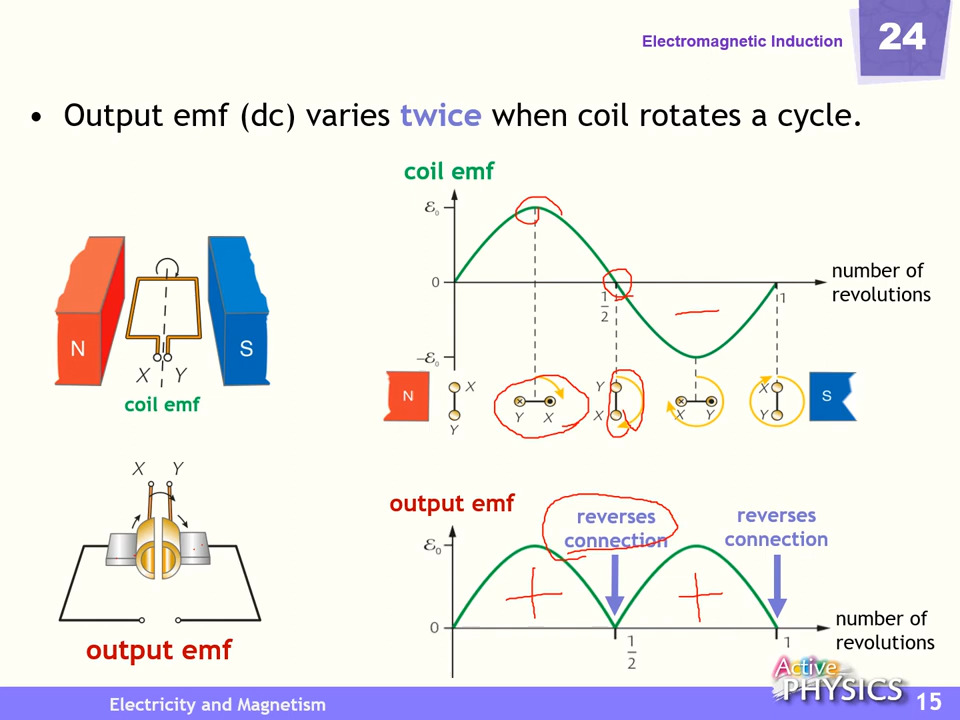 Electromagnetic Induction
24
• Output emf (dc) varies twice when coil rotates a cycle.
coil emf
ε₀
0
1/2
1
number of
revolutions
−ε₀
N
S
X Y
coil emf
N
X
Y
Y X
Y
X
X Y
X
Y
S
X Y
output emf
output emf
reverses
connection
reverses
connection
ε₀
0
1/2
1
number of
revolutions
Active
PHYSICS
Electricity and Magnetism
15